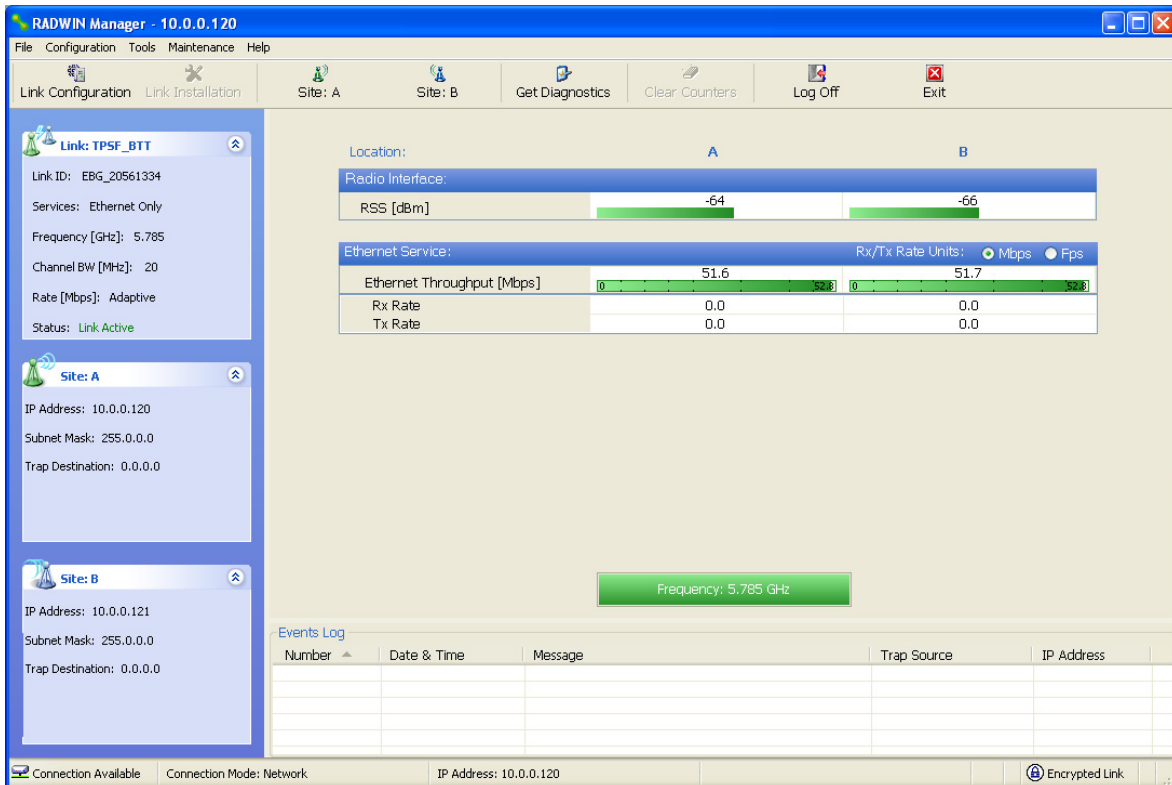 RADWIN Manager - 10.0.0.120
File Configuration Tools Maintenance Help
Link Configuration Link Installation Site: A Site: B Get Diagnostics Clear Counters Log Off Exit
Link: TPSF_BTT
Link ID: EBG_20561334
Services: Ethernet Only
Frequency [GHz]: 5.785
Channel BW [MHz]: 20
Rate [Mbps]: Adaptive
Status: Link Active
Site: A
IP Address: 10.0.0.120
Subnet Mask: 255.0.0.0
Trap Destination: 0.0.0.0
Site: B
IP Address: 10.0.0.121
Subnet Mask: 255.0.0.0
Trap Destination: 0.0.0.0
Location: A B
Radio Interface:
RSS [dBm] -64 -66
Ethernet Service: Rx/Tx Rate Units: Mbps Fps
Ethernet Throughput [Mbps] 51.6 51.7
0 52.8 0 52.8
Rx Rate 0.0 0.0
Tx Rate 0.0 0.0
Frequency: 5.785 GHz
Events Log
Number Date & Time Message Trap Source IP Address
Connection Available Connection Mode: Network IP Address: 10.0.0.120 Encrypted Link